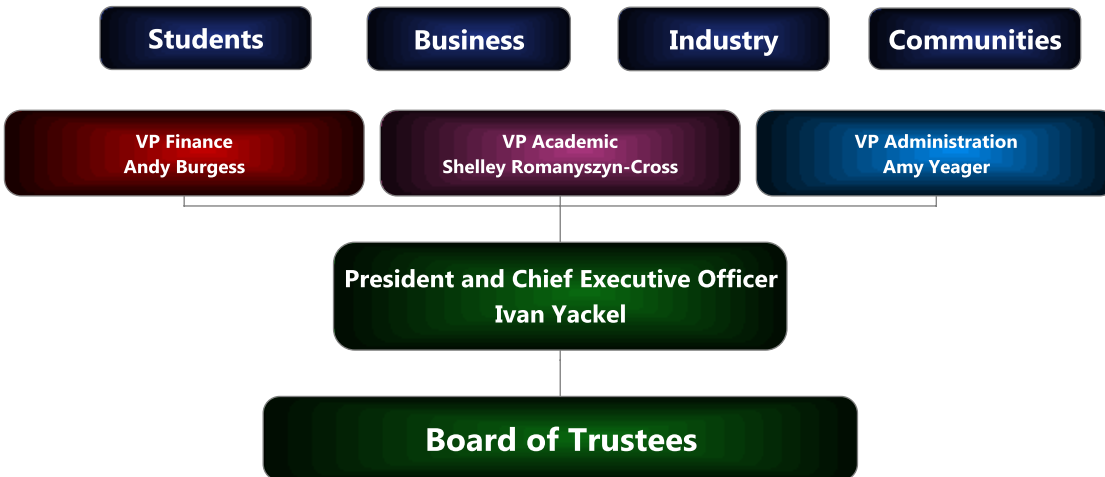 Students
Business
Industry
Communities
VP Finance
Andy Burgess
VP Academic
Shelley Romanyszyn-Cross
VP Administration
Amy Yeager
President and Chief Executive Officer
Ivan Yackel
Board of Trustees